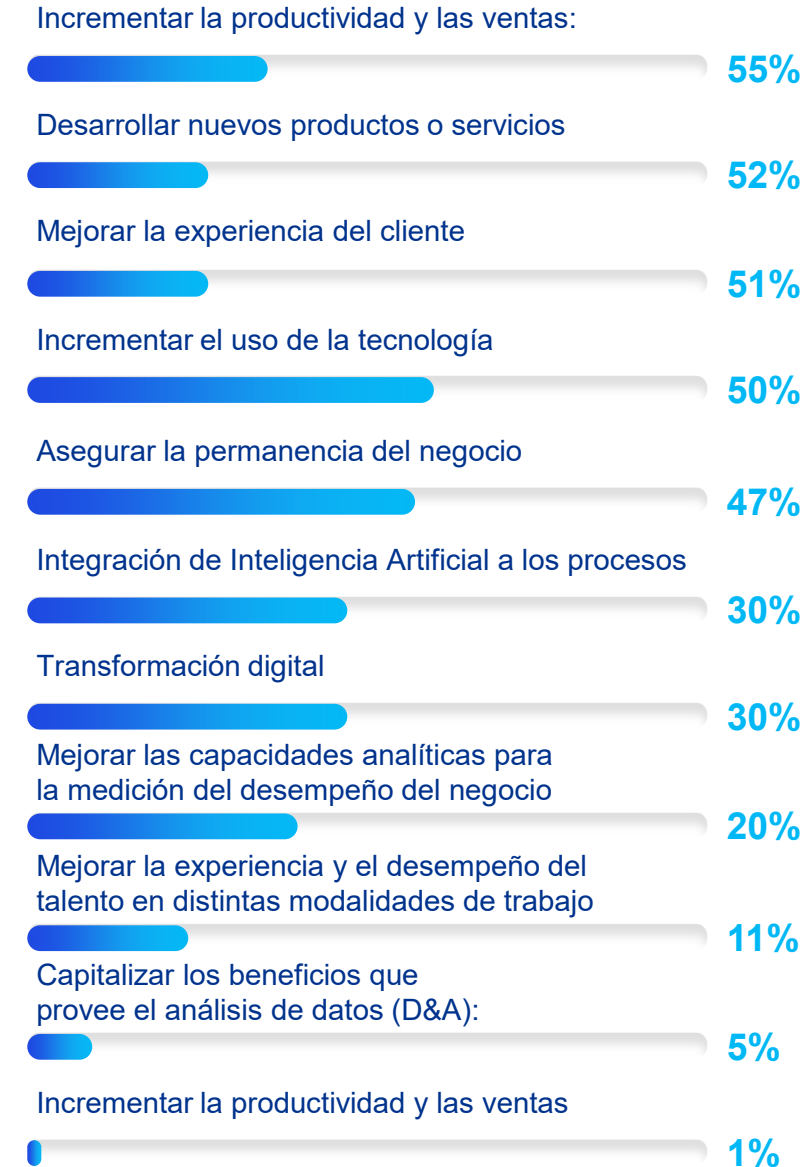 Incrementar la productividad y las ventas:
55%
Desarrollar nuevos productos o servicios
52%
Mejorar la experiencia del cliente
51%
Incrementar el uso de la tecnología
50%
Asegurar la permanencia del negocio
47%
Integración de Inteligencia Artificial a los procesos
30%
Transformación digital
30%
Mejorar las capacidades analíticas para
la medición del desempeño del negocio
20%
Mejorar la experiencia y el desempeño del
talento en distintas modalidades de trabajo
11%
Capitalizar los beneficios que
provee el análisis de datos (D&A):
5%
Incrementar la productividad y las ventas
1%